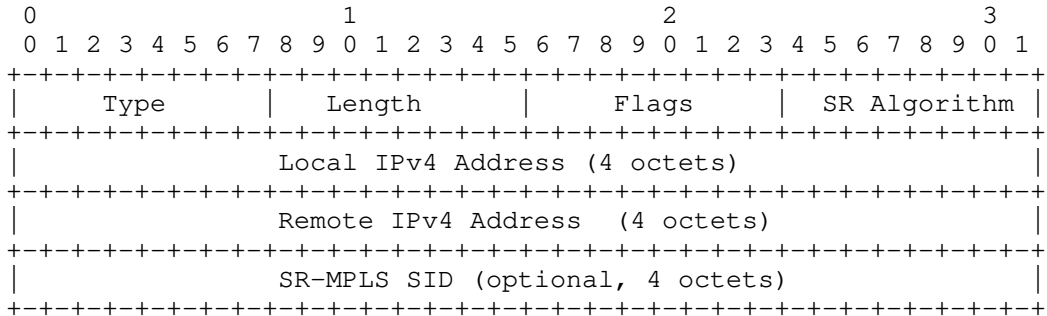 0                   1                   2                   3
 0 1 2 3 4 5 6 7 8 9 0 1 2 3 4 5 6 7 8 9 0 1 2 3 4 5 6 7 8 9 0 1
+-+-+-+-+-+-+-+-+-+-+-+-+-+-+-+-+-+-+-+-+-+-+-+-+-+-+-+-+-+-+-+-+
|     Type      |   Length      |     Flags     |  SR Algorithm |
+-+-+-+-+-+-+-+-+-+-+-+-+-+-+-+-+-+-+-+-+-+-+-+-+-+-+-+-+-+-+-+-+
|                Local IPv4 Address (4 octets)                  |
+-+-+-+-+-+-+-+-+-+-+-+-+-+-+-+-+-+-+-+-+-+-+-+-+-+-+-+-+-+-+-+-+
|                Remote IPv4 Address  (4 octets)                |
+-+-+-+-+-+-+-+-+-+-+-+-+-+-+-+-+-+-+-+-+-+-+-+-+-+-+-+-+-+-+-+-+
|                SR-MPLS SID (optional, 4 octets)               |
+-+-+-+-+-+-+-+-+-+-+-+-+-+-+-+-+-+-+-+-+-+-+-+-+-+-+-+-+-+-+-+-+